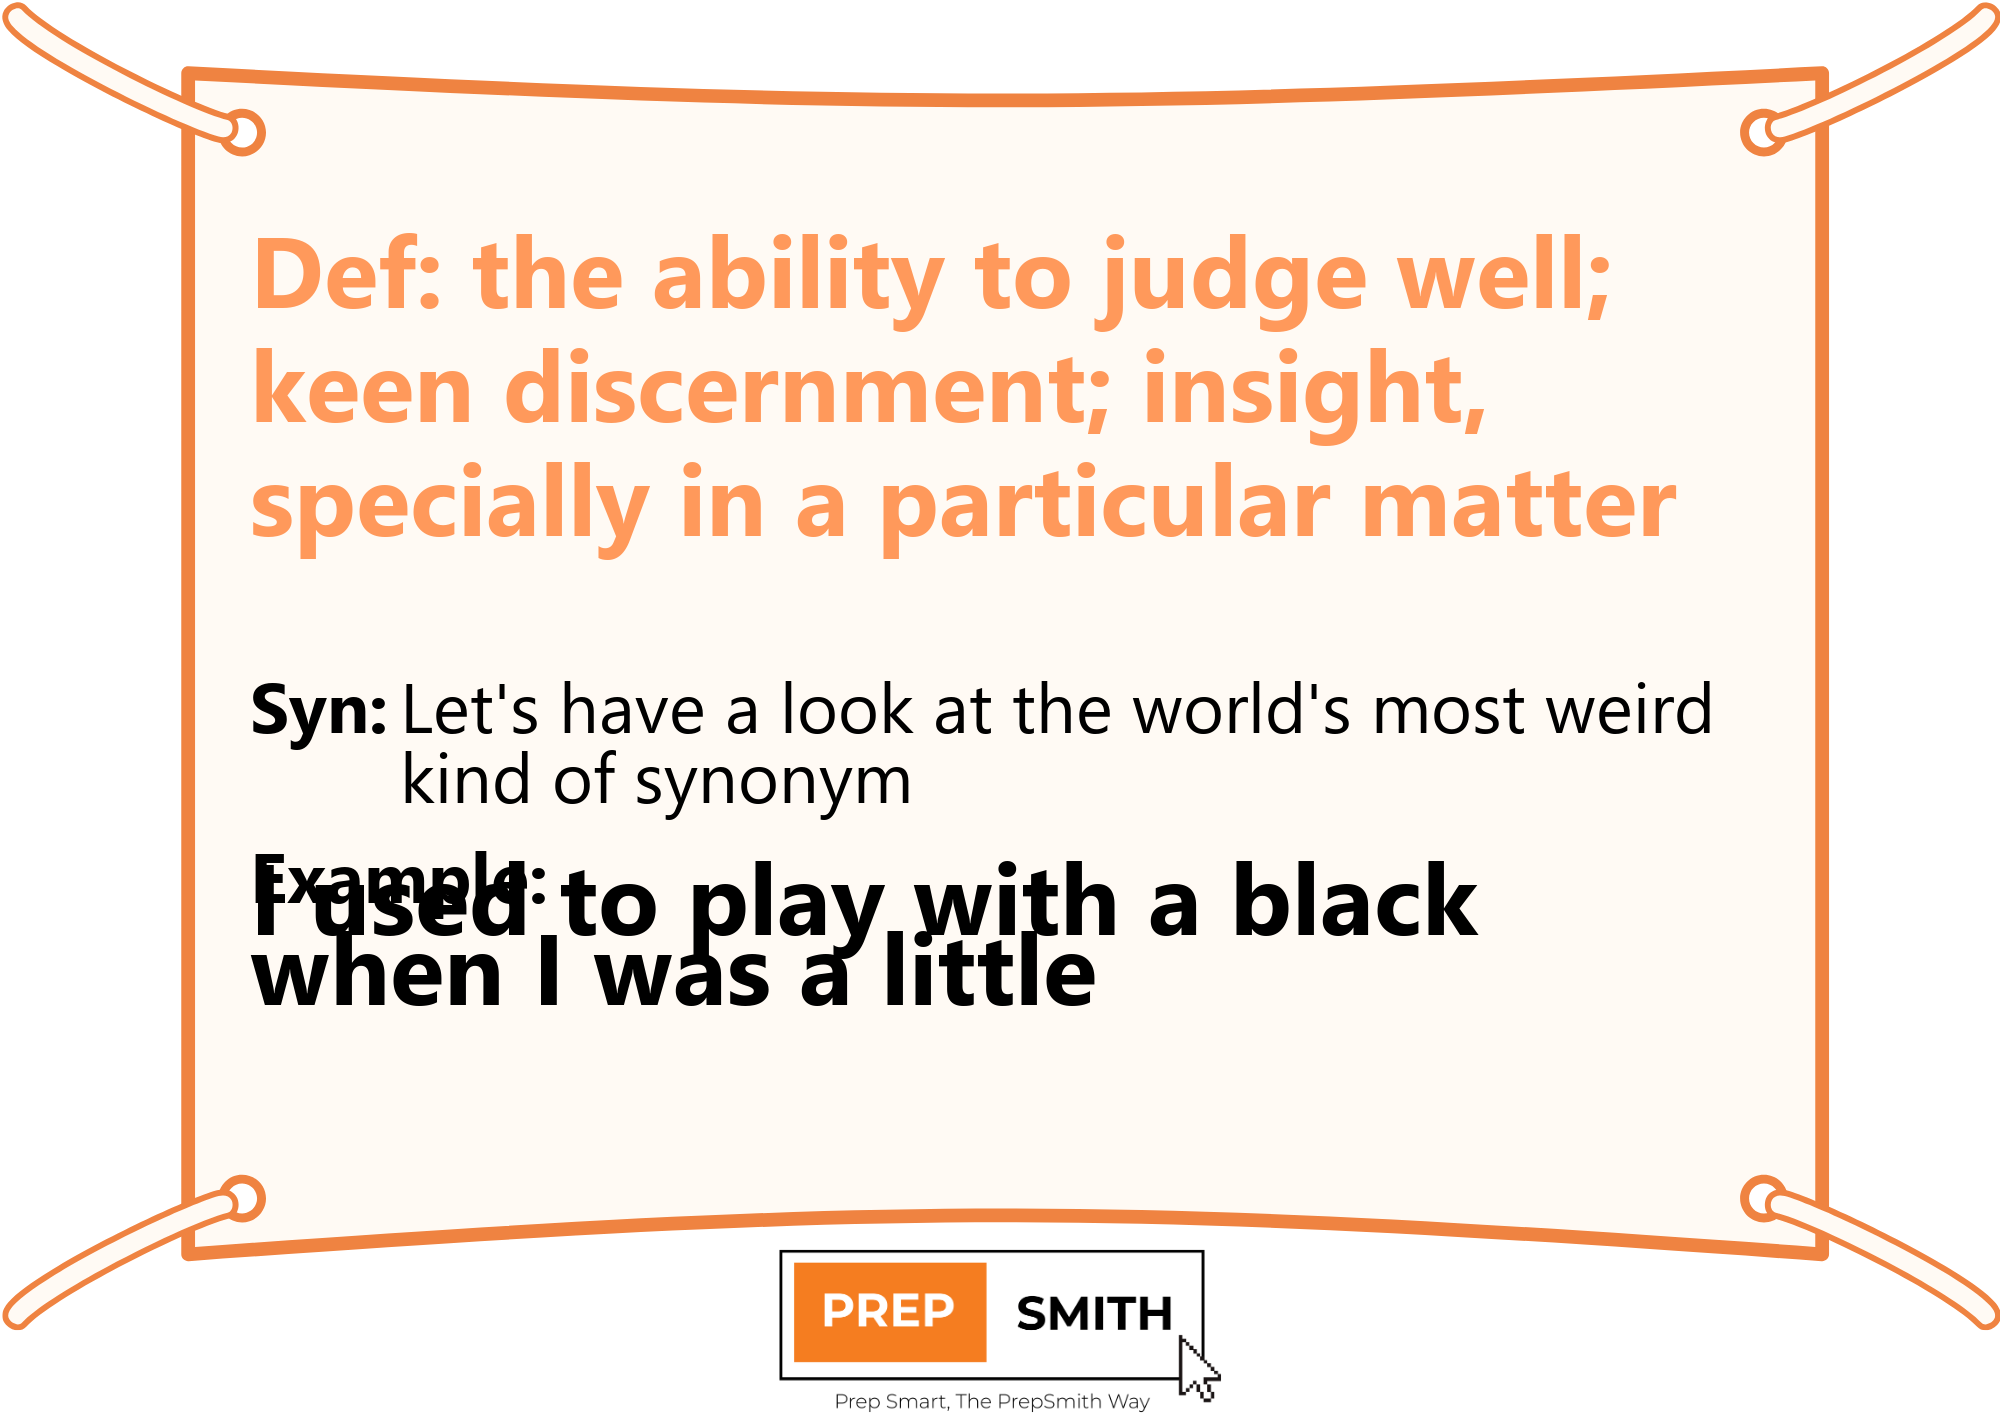 Def: the ability to judge well;
keen discernment; insight,
specially in a particular matter
Syn: Let's have a look at the world's most weird
kind of synonym
Example:
I used to play with a black
when I was a little
PREP SMITH
Prep Smart, The PrepSmith Way